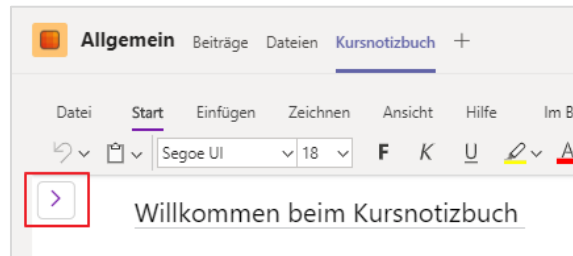 Allgemein Beiträge Dateien Kursnotizbuch +
Datei Start Einfügen Zeichnen Ansicht Hilfe Im B
Segoe UI 18 F K U A
Willkommen beim Kursnotizbuch